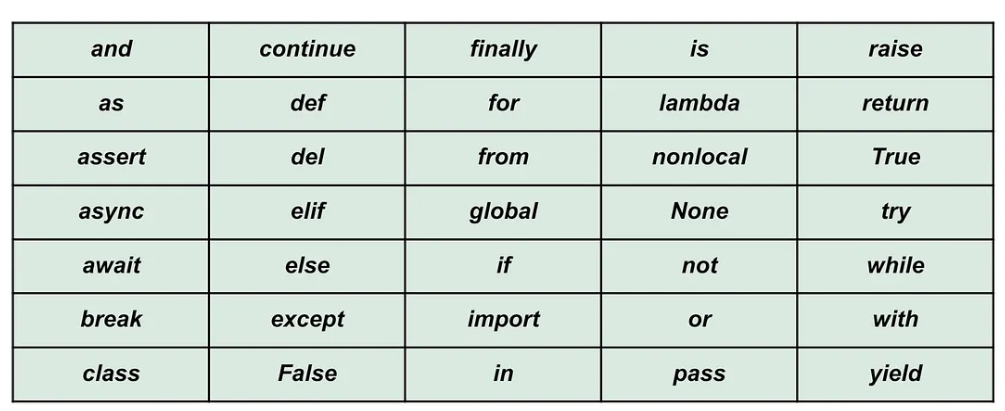 and continue finally is raise
as def for lambda return
assert del from nonlocal True
async elif global None try
await else if not while
break except import or with
class False in pass yield